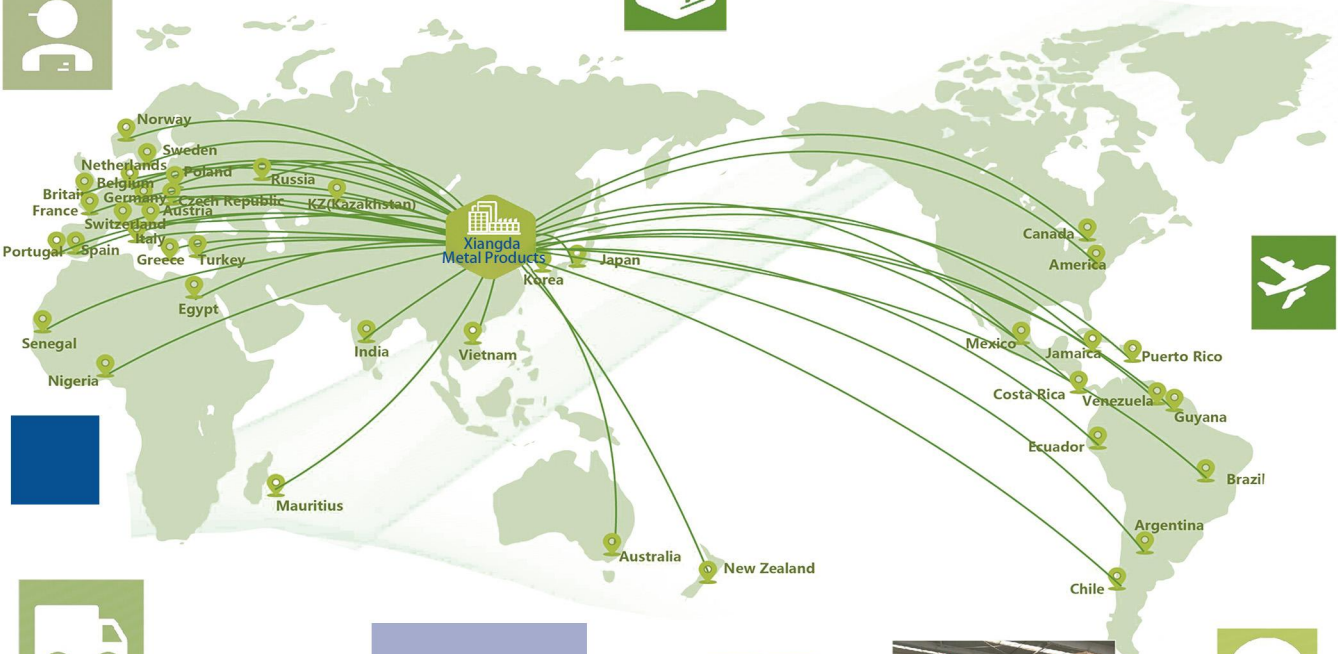 Norway
Sweden
Netherlands
Poland
Russia
Belgium
Britain
Germany
Czech Republic
KZ(Kazakhstan)
France
Austria
Switzerland
Italy
Portugal
Spain
Greece
Turkey
Xiangda
Metal Products
Japan
Korea
Canada
America
Egypt
Senegal
India
Vietnam
Nigeria
Mexico
Jamaica
Puerto Rico
Costa Rica
Venezuela
Guyana
Ecuador
Brazil
Mauritius
Argentina
Australia
New Zealand
Chile